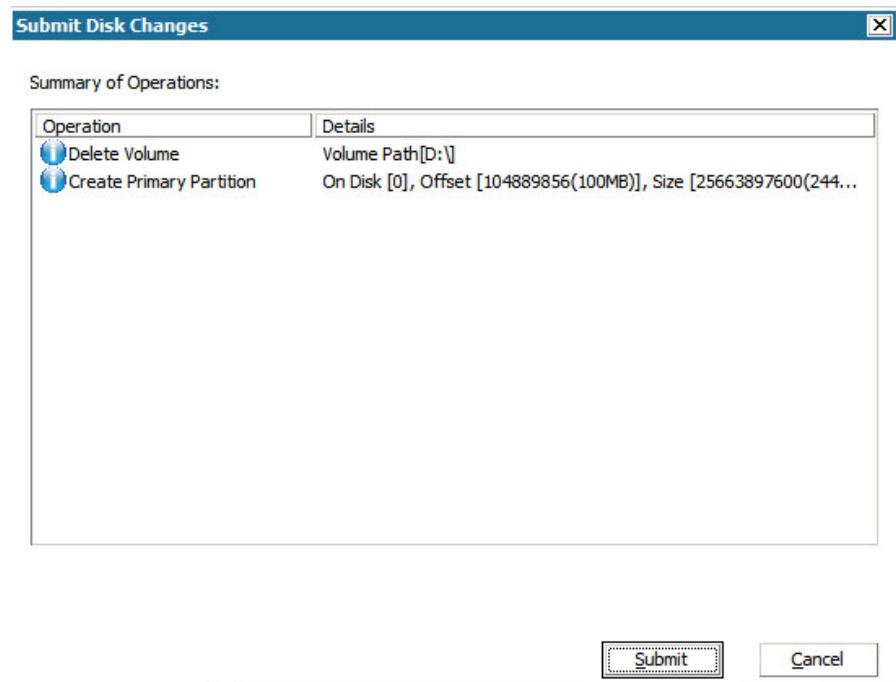 Submit Disk Changes
Summary of Operations:
Operation Details
Delete Volume Volume Path[D:\]
Create Primary Partition On Disk [0], Offset [104889856(100MB)], Size [25663897600(244...
Submit Cancel